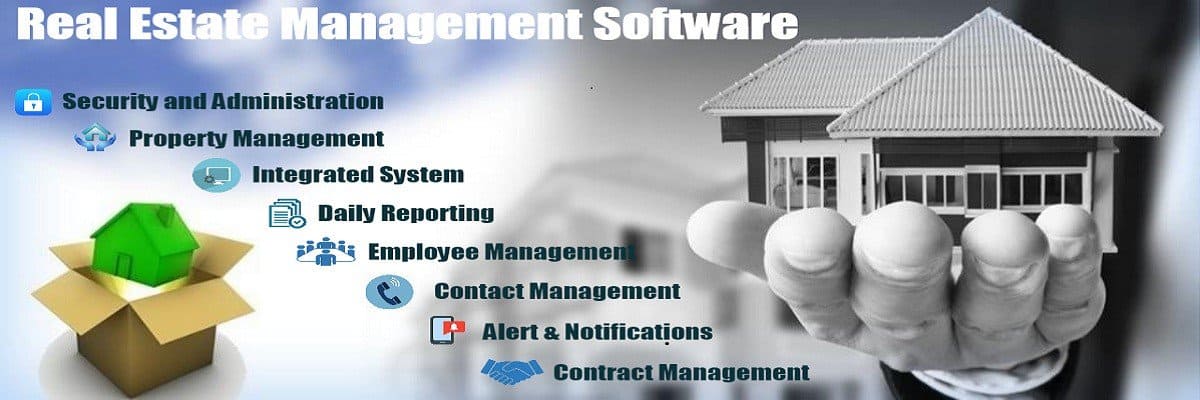 Real Estate Management Software
Security and Administration
Property Management
Integrated System
Daily Reporting
Employee Management
Contact Management
Alert & Notifications
Contract Management